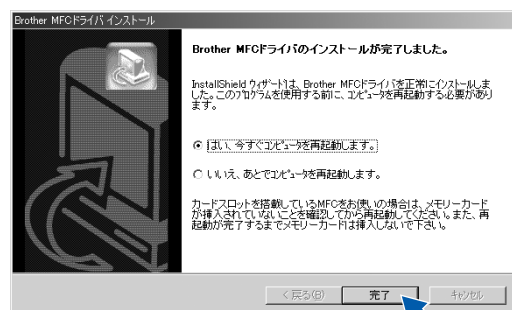 Brother MFCドライバ インストール
Brother MFCドライバのインストールが完了しました。
InstallShield ウィザードは、Brother MFCドライバを正常にインストールしま
した。このプログラムを使用する前に、コンピュータを再起動する必要があり
ます。
はい、今すぐコンピュータを再起動します。
いいえ、あとでコンピュータを再起動します。
カードスロットを搭載しているMFCをお使いの場合は、メモリーカード
が挿入されていないことを確認してから再起動してください。また、再
起動が完了するまでメモリーカードは挿入しないで下さい。
< 戻る(B)
完了
キャンセル